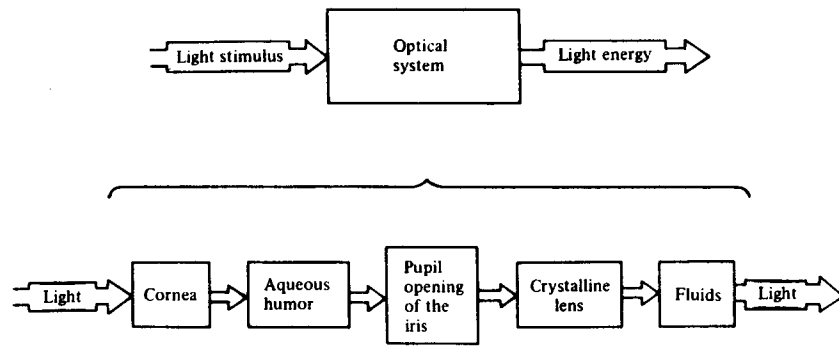 Light stimulus
Optical
system
Light energy
Light
Cornea
Aqueous
humor
Pupil
opening
of the
iris
Crystalline
lens
Fluids
Light